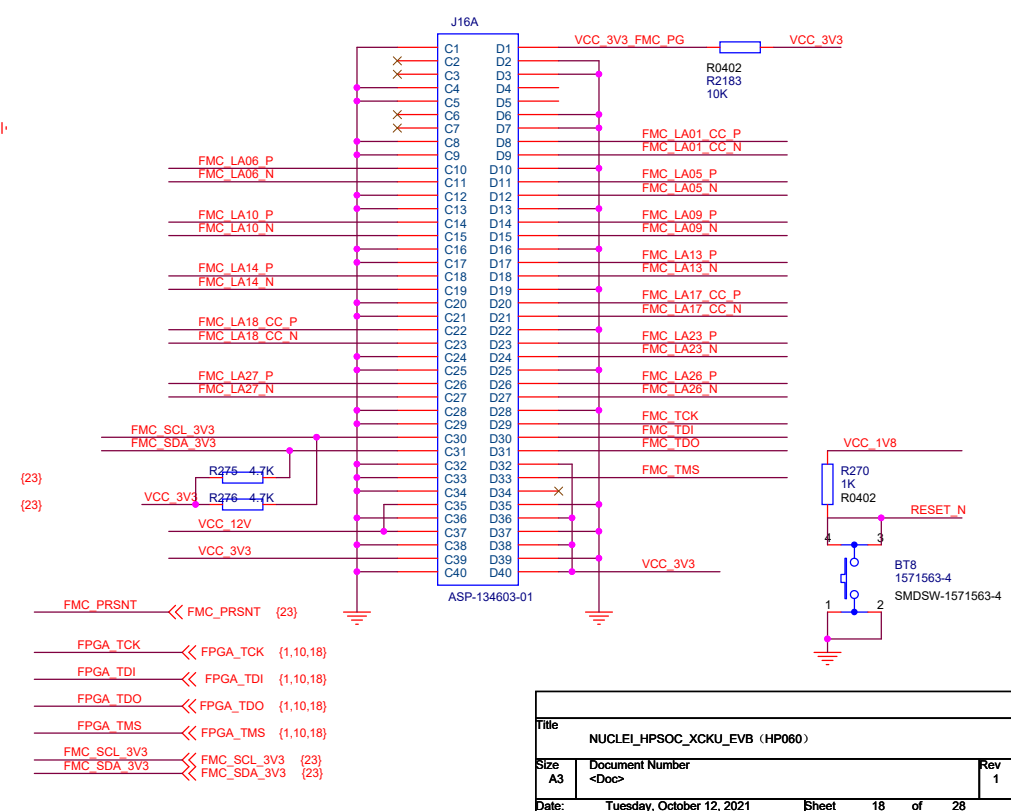 J16A
VCC_3V3_FMC_PG
VCC_3V3
R0402
R2183
10K
C1 D1
C2 D2
C3 D3
C4 D4
C5 D5
C6 D6
C7 D7
C8 D8 FMC_LA01_CC_P
C9 D9 FMC_LA01_CC_N
FMC_LA06_P C10 D10
FMC_LA06_N C11 D11 FMC_LA05_P
C12 D12 FMC_LA05_N
C13 D13
FMC_LA10_P C14 D14 FMC_LA09_P
FMC_LA10_N C15 D15 FMC_LA09_N
C16 D16
C17 D17 FMC_LA13_P
FMC_LA14_P C18 D18 FMC_LA13_N
FMC_LA14_N C19 D19
C20 D20 FMC_LA17_CC_P
C21 D21 FMC_LA17_CC_N
FMC_LA18_CC_P C22 D22
FMC_LA18_CC_N C23 D23 FMC_LA23_P
C24 D24 FMC_LA23_N
C25 D25
FMC_LA27_P C26 D26 FMC_LA26_P
FMC_LA27_N C27 D27 FMC_LA26_N
C28 D28
C29 D29 FMC_TCK
FMC_SCL_3V3 C30 D30 FMC_TDI
FMC_SDA_3V3 C31 D31 FMC_TDO
C32 D32
{23} R275 4.7K C33 D33 FMC_TMS
C34 D34
{23} VCC_3V3 R276 4.7K C35 D35
C36 D36
VCC_12V C37 D37
C38 D38
VCC_3V3 C39 D39
C40 D40 VCC_3V3
ASP-134603-01
VCC_1V8
R270
1K
R0402
RESET_N
4 3
BT8
1571563-4
SMDSW-1571563-4
1 2
FMC_PRSNT FMC_PRSNT {23}
FPGA_TCK FPGA_TCK {1,10,18}
FPGA_TDI FPGA_TDI {1,10,18}
FPGA_TDO FPGA_TDO {1,10,18}
FPGA_TMS FPGA_TMS {1,10,18}
FMC_SCL_3V3 FMC_SCL_3V3 {23}
FMC_SDA_3V3 FMC_SDA_3V3 {23}
Title
NUCLEI_HPSOC_XCKU_EVB（HP060）
Size Document Number Rev
A3 <Doc> 1
Date: Tuesday, October 12, 2021 Sheet 18 of 28